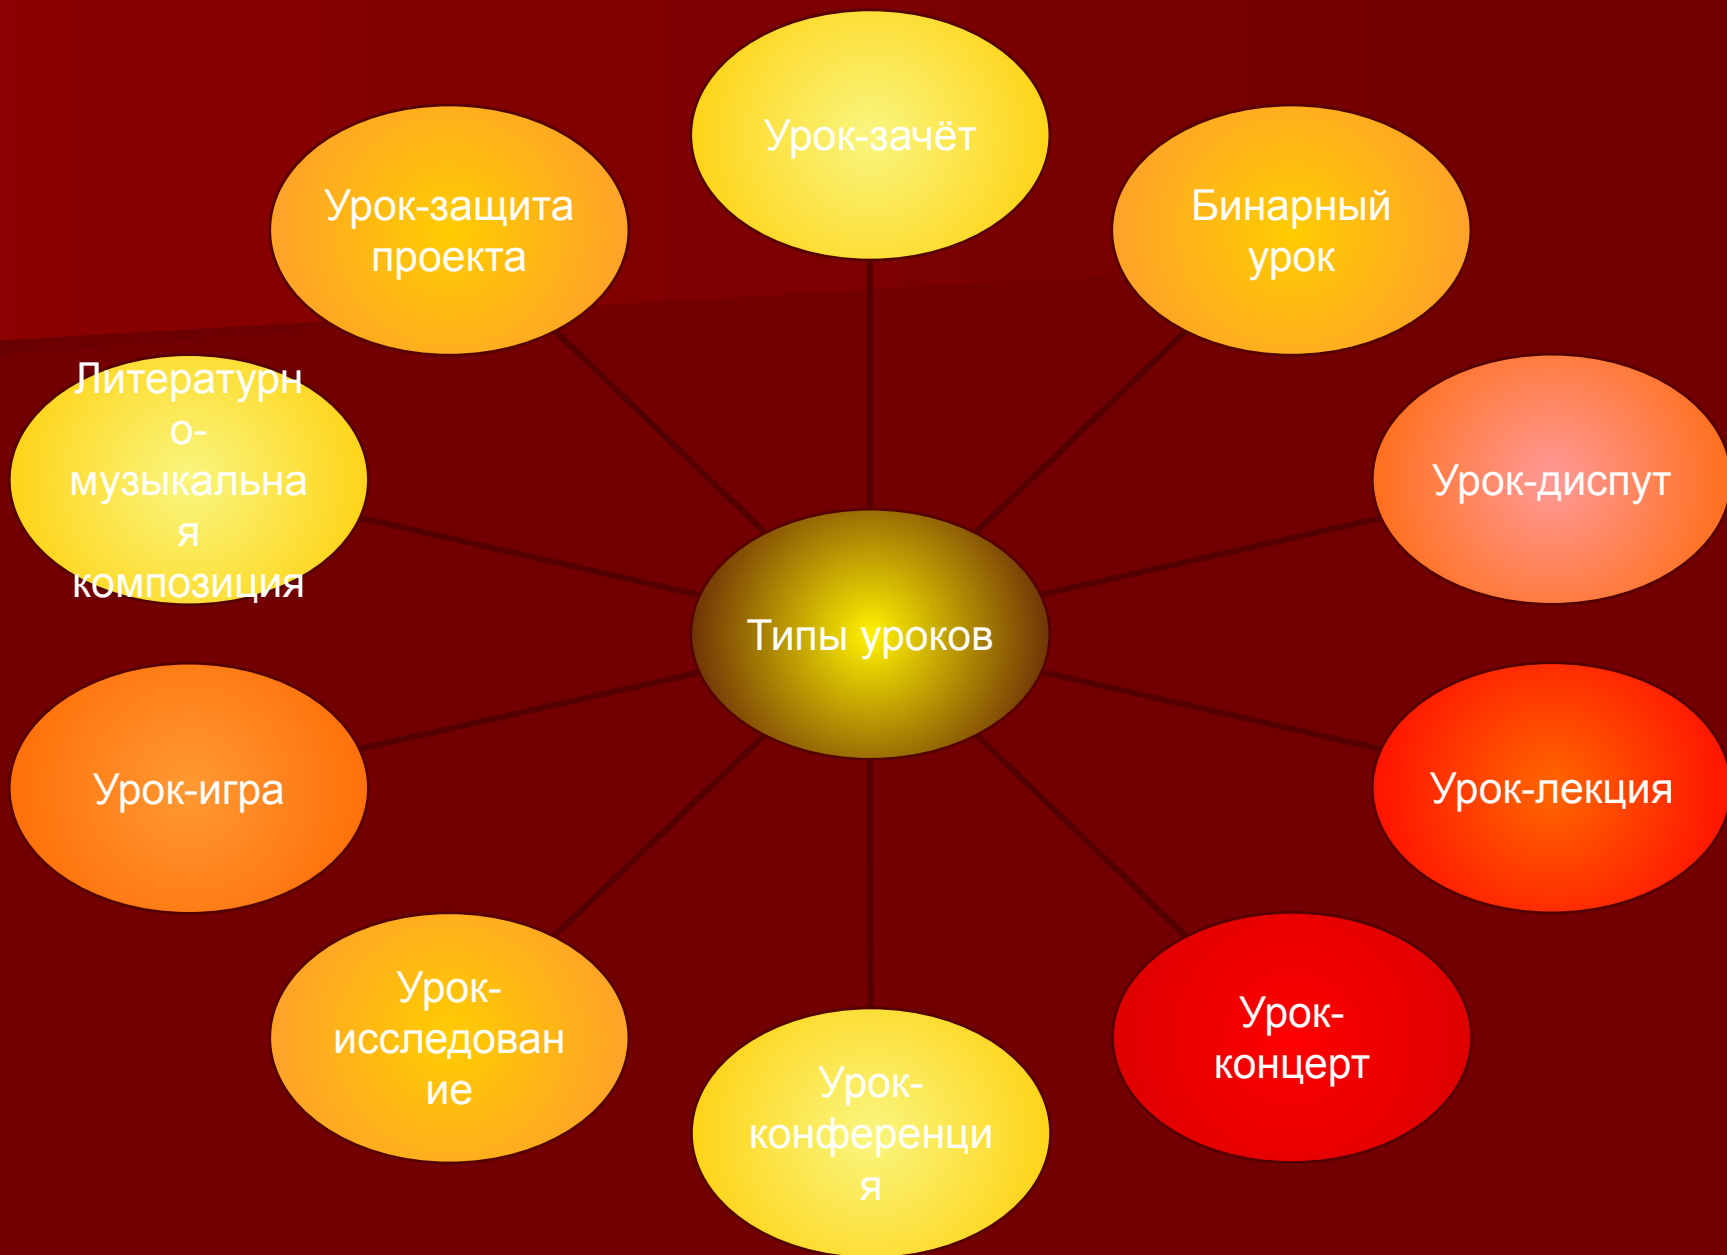 Урок-зачёт
Урок-защита
проекта
Бинарный
урок
Литературн
о-
музыкальна
я
композиция
Урок-диспут
Типы уроков
Урок-игра
Урок-лекция
Урок-
исследован
ие
Урок-
концерт
Урок-
конференци
я